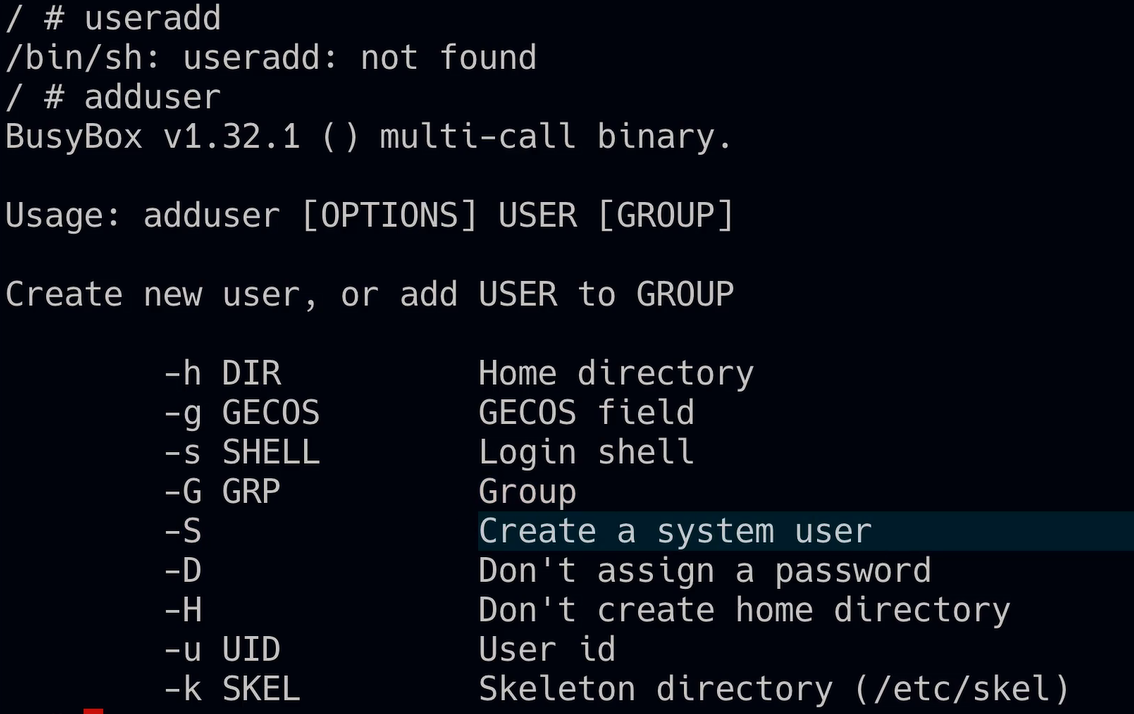 / # useradd
/bin/sh: useradd: not found
/ # adduser
BusyBox v1.32.1 () multi-call binary.
Usage: adduser [OPTIONS] USER [GROUP]
Create new user, or add USER to GROUP
-h DIR Home directory
-g GECOS GECOS field
-s SHELL Login shell
-G GRP Group
-S Create a system user
-D Don't assign a password
-H Don't create home directory
-u UID User id
-k SKEL Skeleton directory (/etc/skel)